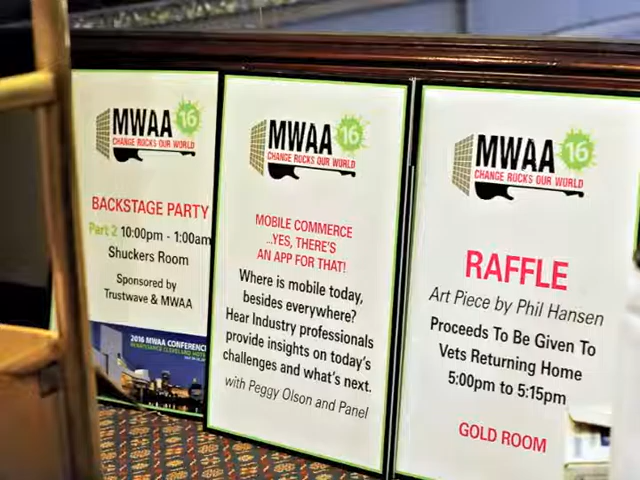 MWAA 16
CHANGE ROCKS OUR WORLD
BACKSTAGE PARTY
Part 2 10:00pm - 1:00am
Shuckers Room
Sponsored by
Trustwave & MWAA
2016 MWAA CONFERENCE
RENAISSANCE CLEVELAND HOTEL
MWAA 16
CHANGE ROCKS OUR WORLD
MOBILE COMMERCE
...YES, THERE'S
AN APP FOR THAT!
Where is mobile today,
besides everywhere?
Hear Industry professionals
provide insights on today's
challenges and what's next.
with Peggy Olson and Panel
MWAA 16
CHANGE ROCKS OUR WORLD
RAFFLE
Art Piece by Phil Hansen
Proceeds To Be Given To
Vets Returning Home
5:00pm to 5:15pm
GOLD ROOM